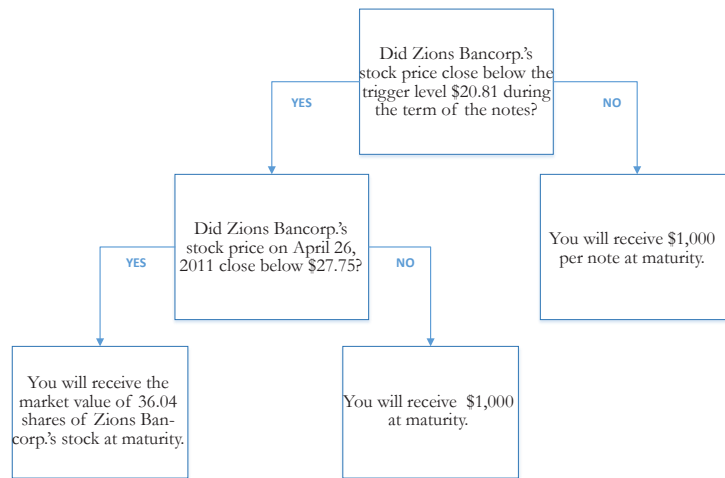 Did Zions Bancorp.'s
stock price close below the
trigger level $20.81 during
the term of the notes?
YES
NO
Did Zions Bancorp.'s
stock price on April 26,
2011 close below $27.75?
You will receive $1,000
per note at maturity.
YES
NO
You will receive the
market value of 36.04
shares of Zions Ban-
corp.'s stock at maturity.
You will receive $1,000
at maturity.